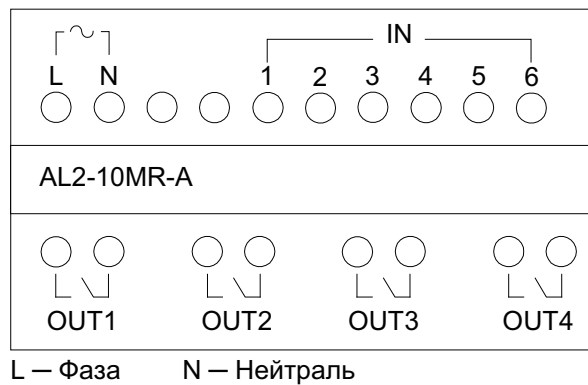 IN
L N 1 2 3 4 5 6
AL2-10MR-A
OUT1 OUT2 OUT3 OUT4
L — Фаза N — Нейтраль